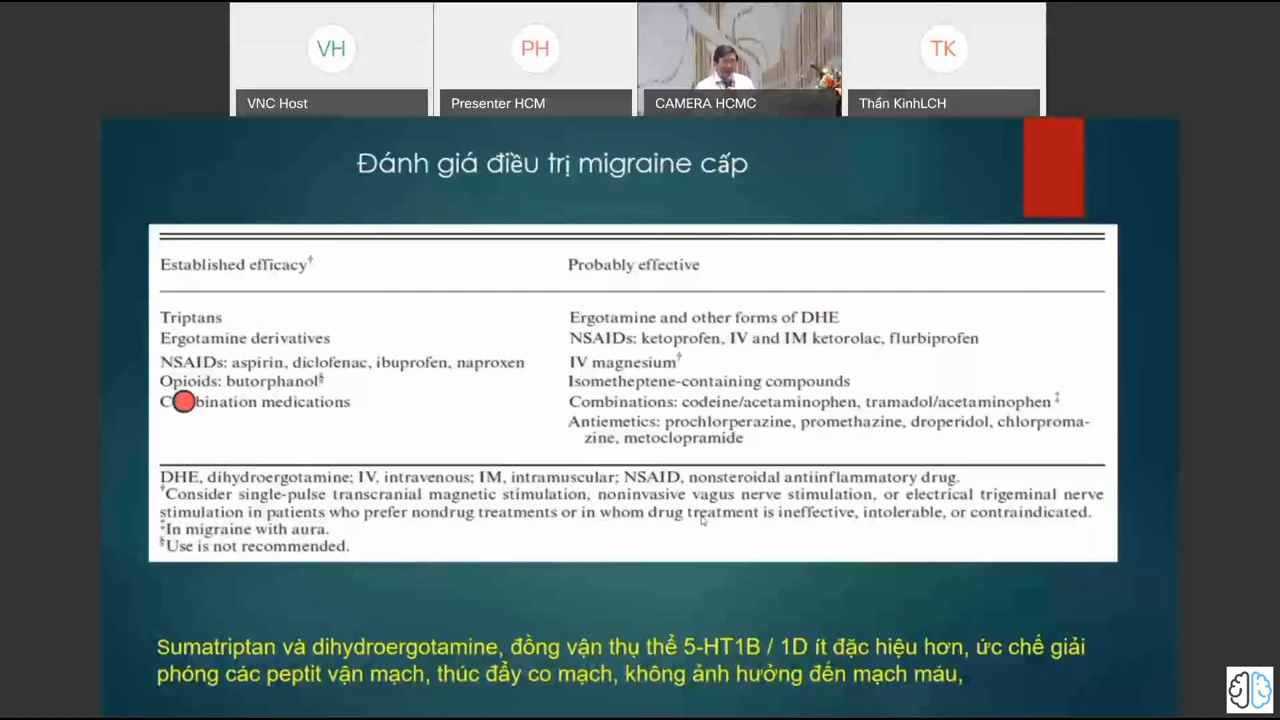 VH
PH
TK
VNC Host
Presenter HCM
CAMERA HCMC
Thần KinhLCH
Đánh giá điều trị migraine cấp
Established efficacy†
Probably effective
Triptans
Ergotamine derivatives
NSAIDs: aspirin, diclofenac, ibuprofen, naproxen
Opioids: butorphanol§
C bination medications
Ergotamine and other forms of DHE
NSAIDs: ketoprofen, IV and IM ketorolac, flurbiprofen
IV magnesium†
Isometheptene-containing compounds
Combinations: codeine/acetaminophen, tramadol/acetaminophen‡
Antiemetics: prochlorperazine, promethazine, droperidol, chlorproma-
zine, metoclopramide
DHE, dihydroergotamine; IV, intravenous; IM, intramuscular; NSAID, nonsteroidal antiinflammatory drug.
†Consider single-pulse transcranial magnetic stimulation, noninvasive vagus nerve stimulation, or electrical trigeminal nerve
stimulation in patients who prefer nondrug treatments or in whom drug treatment is ineffective, intolerable, or contraindicated.
‡In migraine with aura.
§Use is not recommended.
Sumatriptan và dihydroergotamine, đồng vận thụ thể 5-HT1B / 1D ít đặc hiệu hơn, ức chế giải
phóng các peptit vận mạch, thúc đẩy co mạch, không ảnh hưởng đến mạch máu,